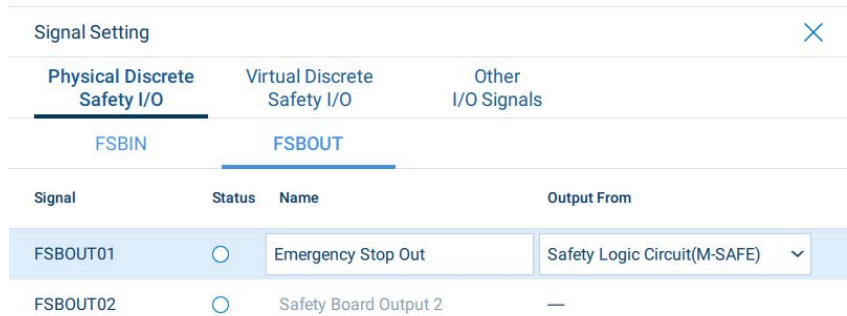 Signal Setting
Physical Discrete Virtual Discrete Other
Safety I/O Safety I/O I/O Signals
FSBIN FSBOUT
Signal Status Name Output From
FSBOUT01 Emergency Stop Out Safety Logic Circuit(M-SAFE)
FSBOUT02 Safety Board Output 2 —